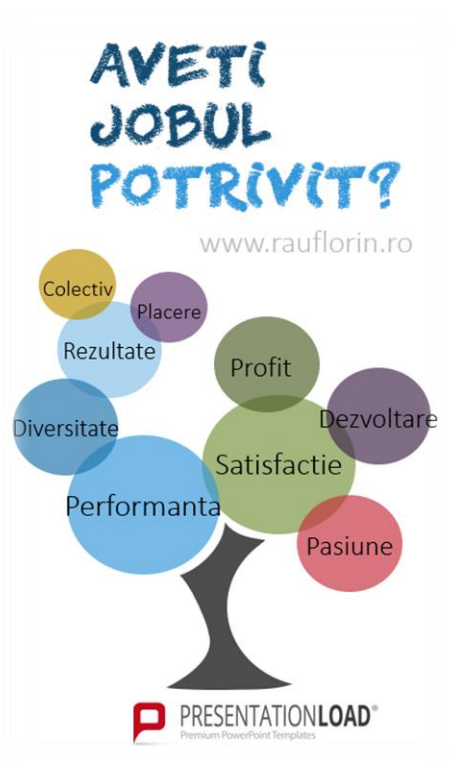 AVETI
JOBUL
POTRIVIT?
www.rauflorin.ro
Colectiv
Placere
Rezultate
Profit
Dezvoltare
Diversitate
Satisfactie
Performanta
Pasiune
PRESENTATIONLOAD®
Premium PowerPoint Templates